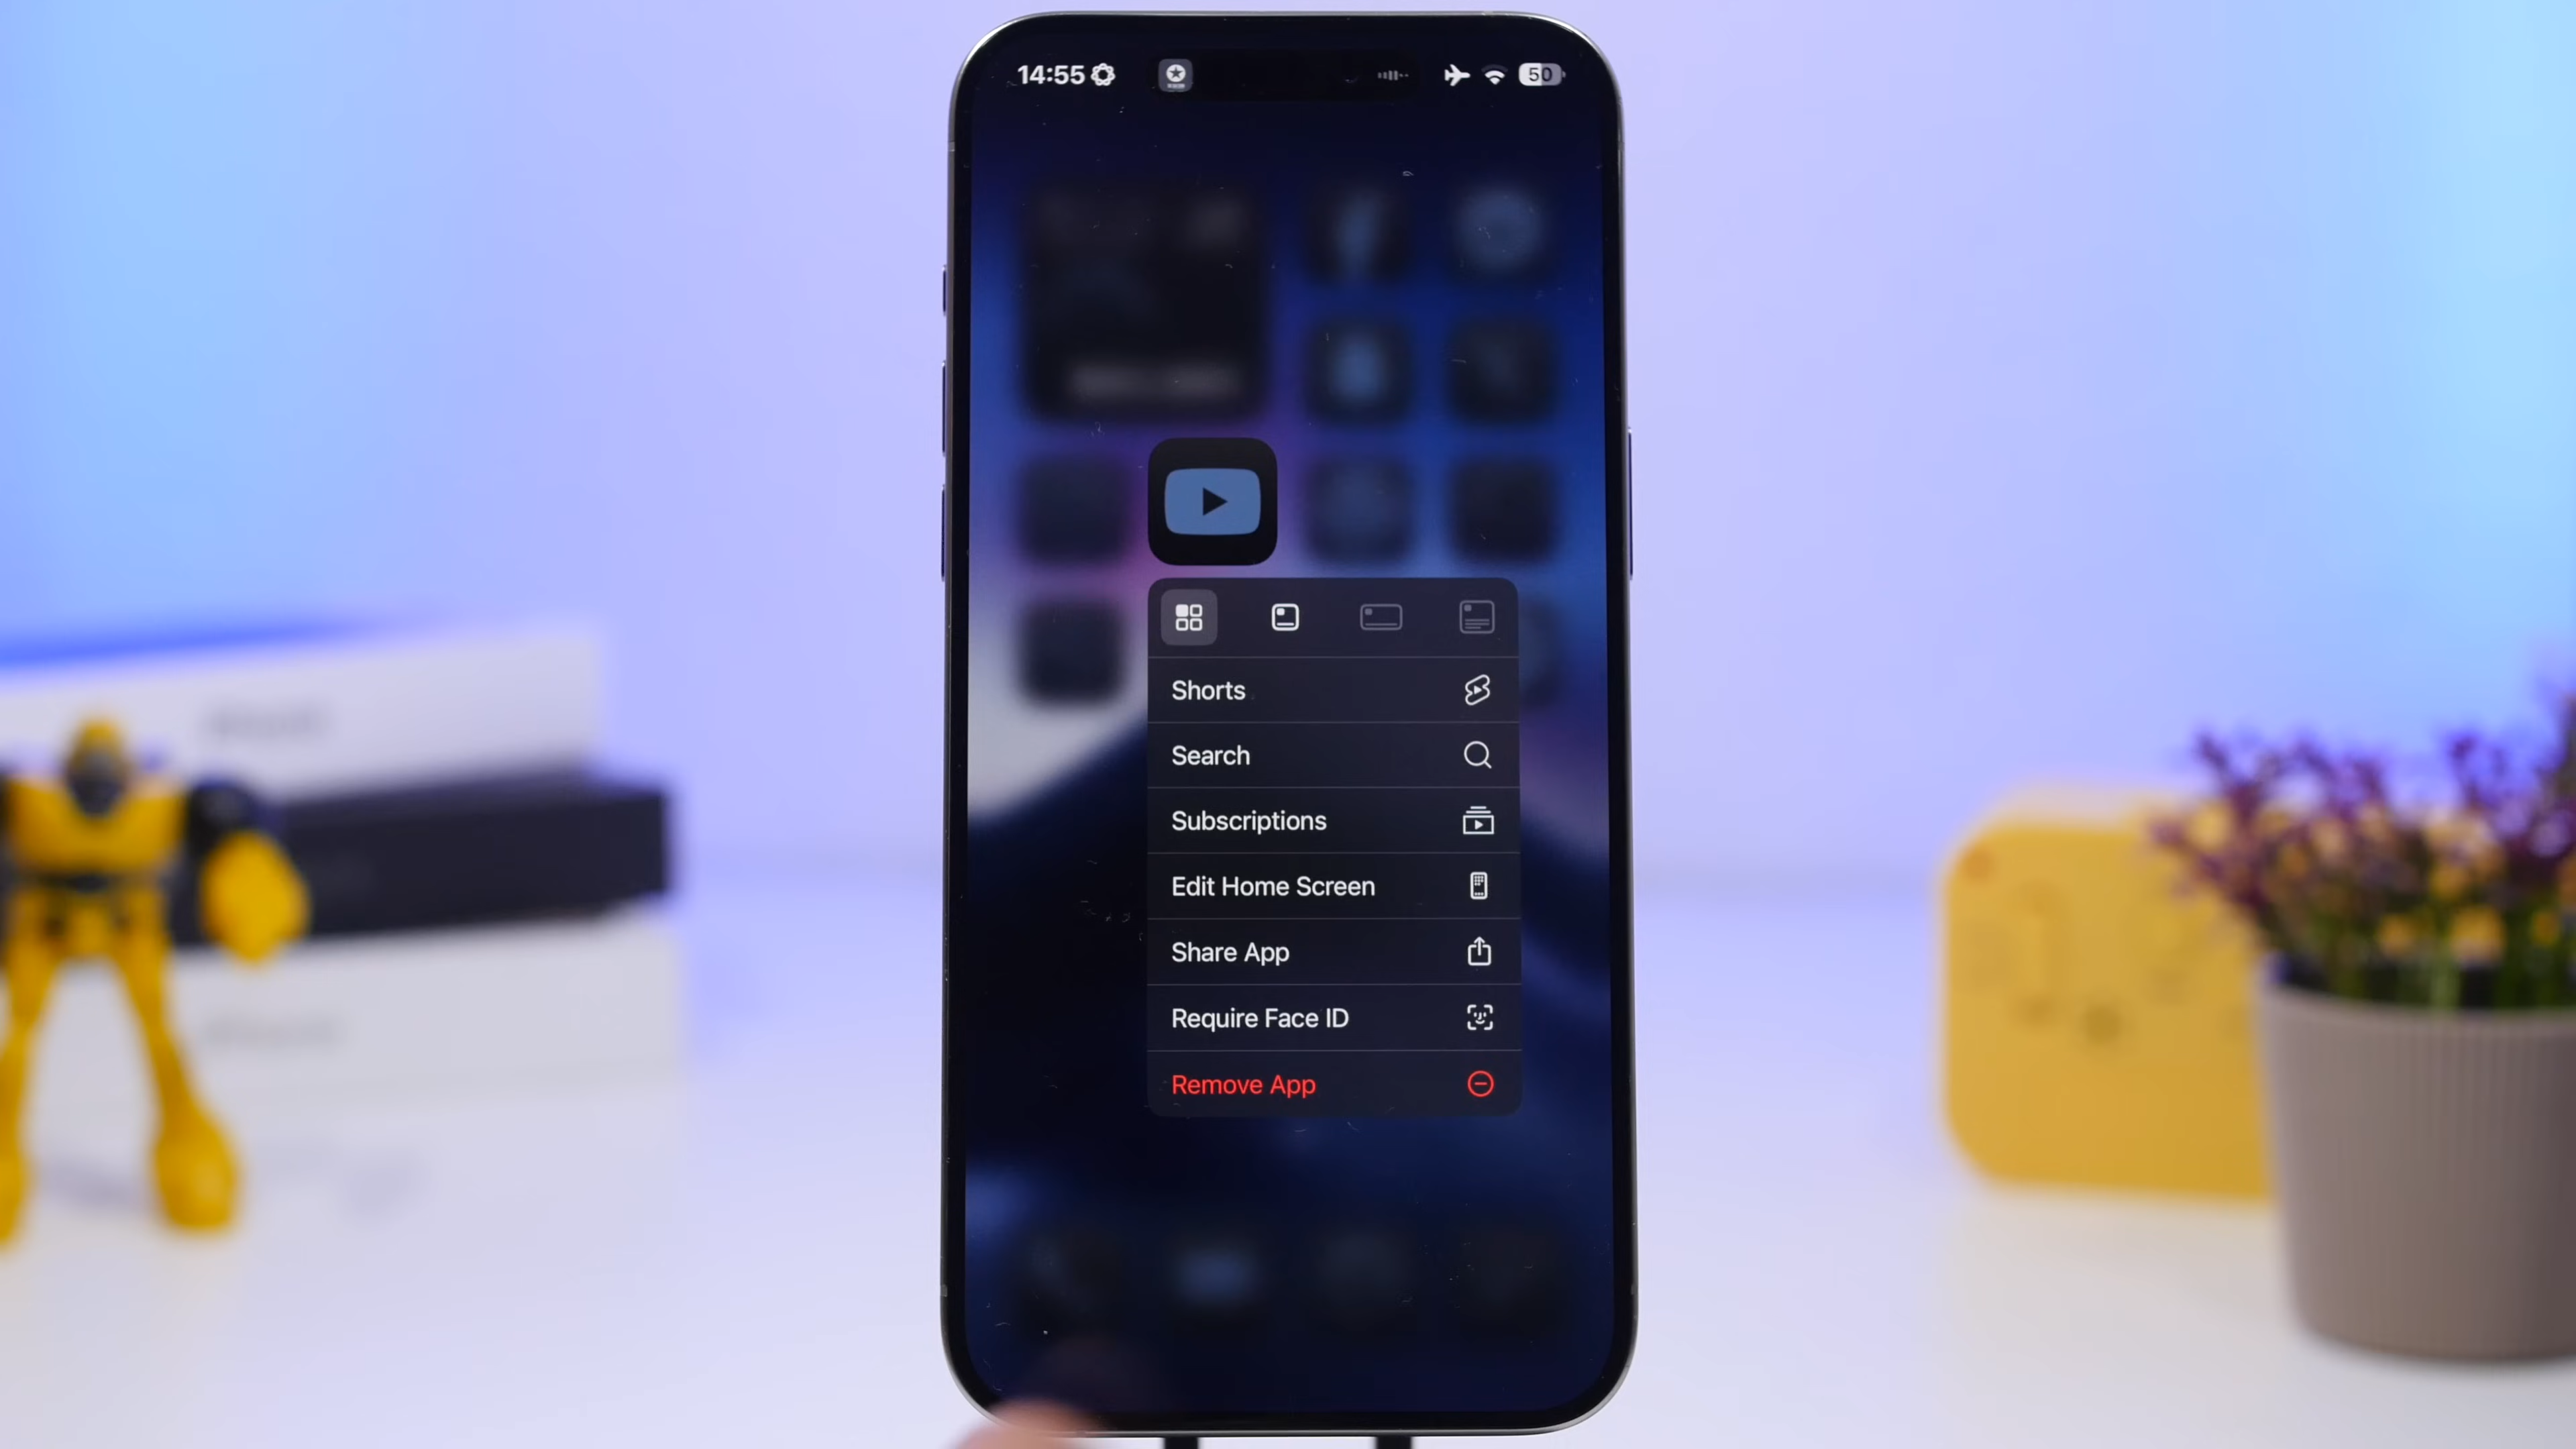 14:55
50
Shorts
Search
Subscriptions
Edit Home Screen
Share App
Require Face ID
Remove App